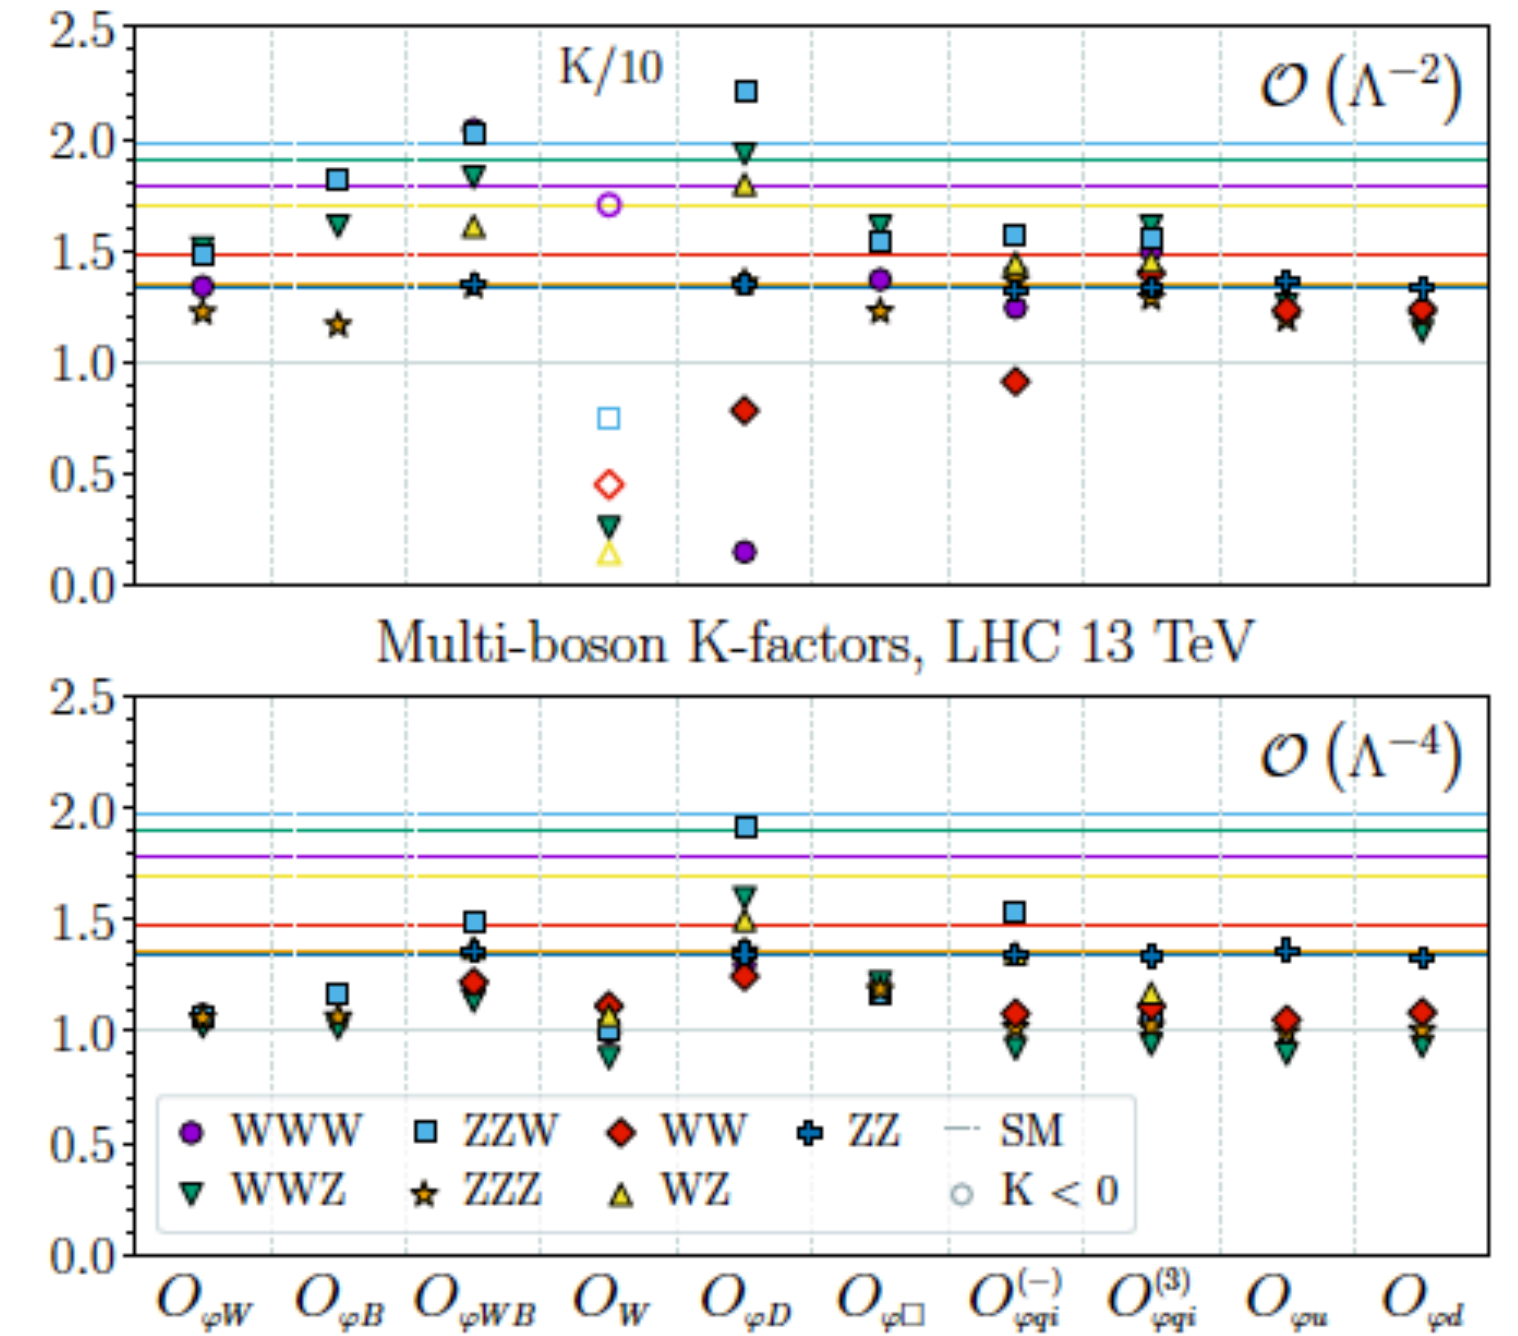 2.5
K/10
𝒪 (Λ⁻²)
2.0
1.5
1.0
0.5
0.0
Multi-boson K-factors, LHC 13 TeV
2.5
𝒪 (Λ⁻⁴)
2.0
1.5
1.0
WWW ZZW WW ZZ SM
0.5
WWZ ZZZ WZ K < 0
0.0
O_φW O_φB O_φWB O_W O_φD O_φ□ O_φqi^(−) O_φqi^(3) O_φu O_φd